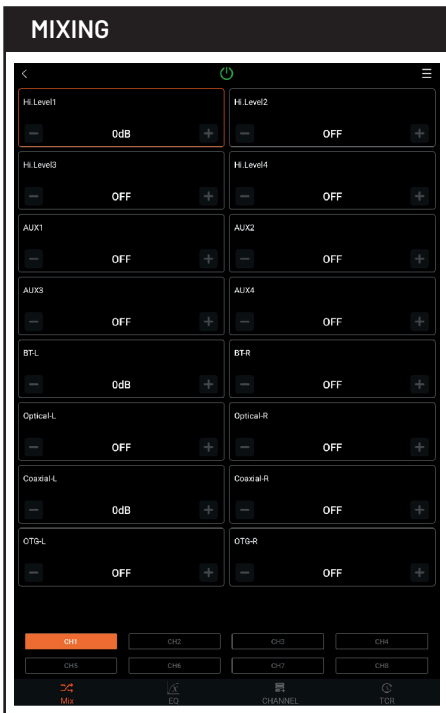 MIXING
Hi.Level1 Hi.Level2
0dB OFF
Hi.Level3 Hi.Level4
OFF OFF
AUX1 AUX2
OFF OFF
AUX3 AUX4
OFF OFF
BT-L BT-R
0dB OFF
Optical-L Optical-R
OFF OFF
Coaxial-L Coaxial-R
0dB OFF
OTG-L OTG-R
OFF OFF
CH1 CH2 CH3 CH4
CH5 CH6 CH7 CH8
Mix EQ CHANNEL TCR